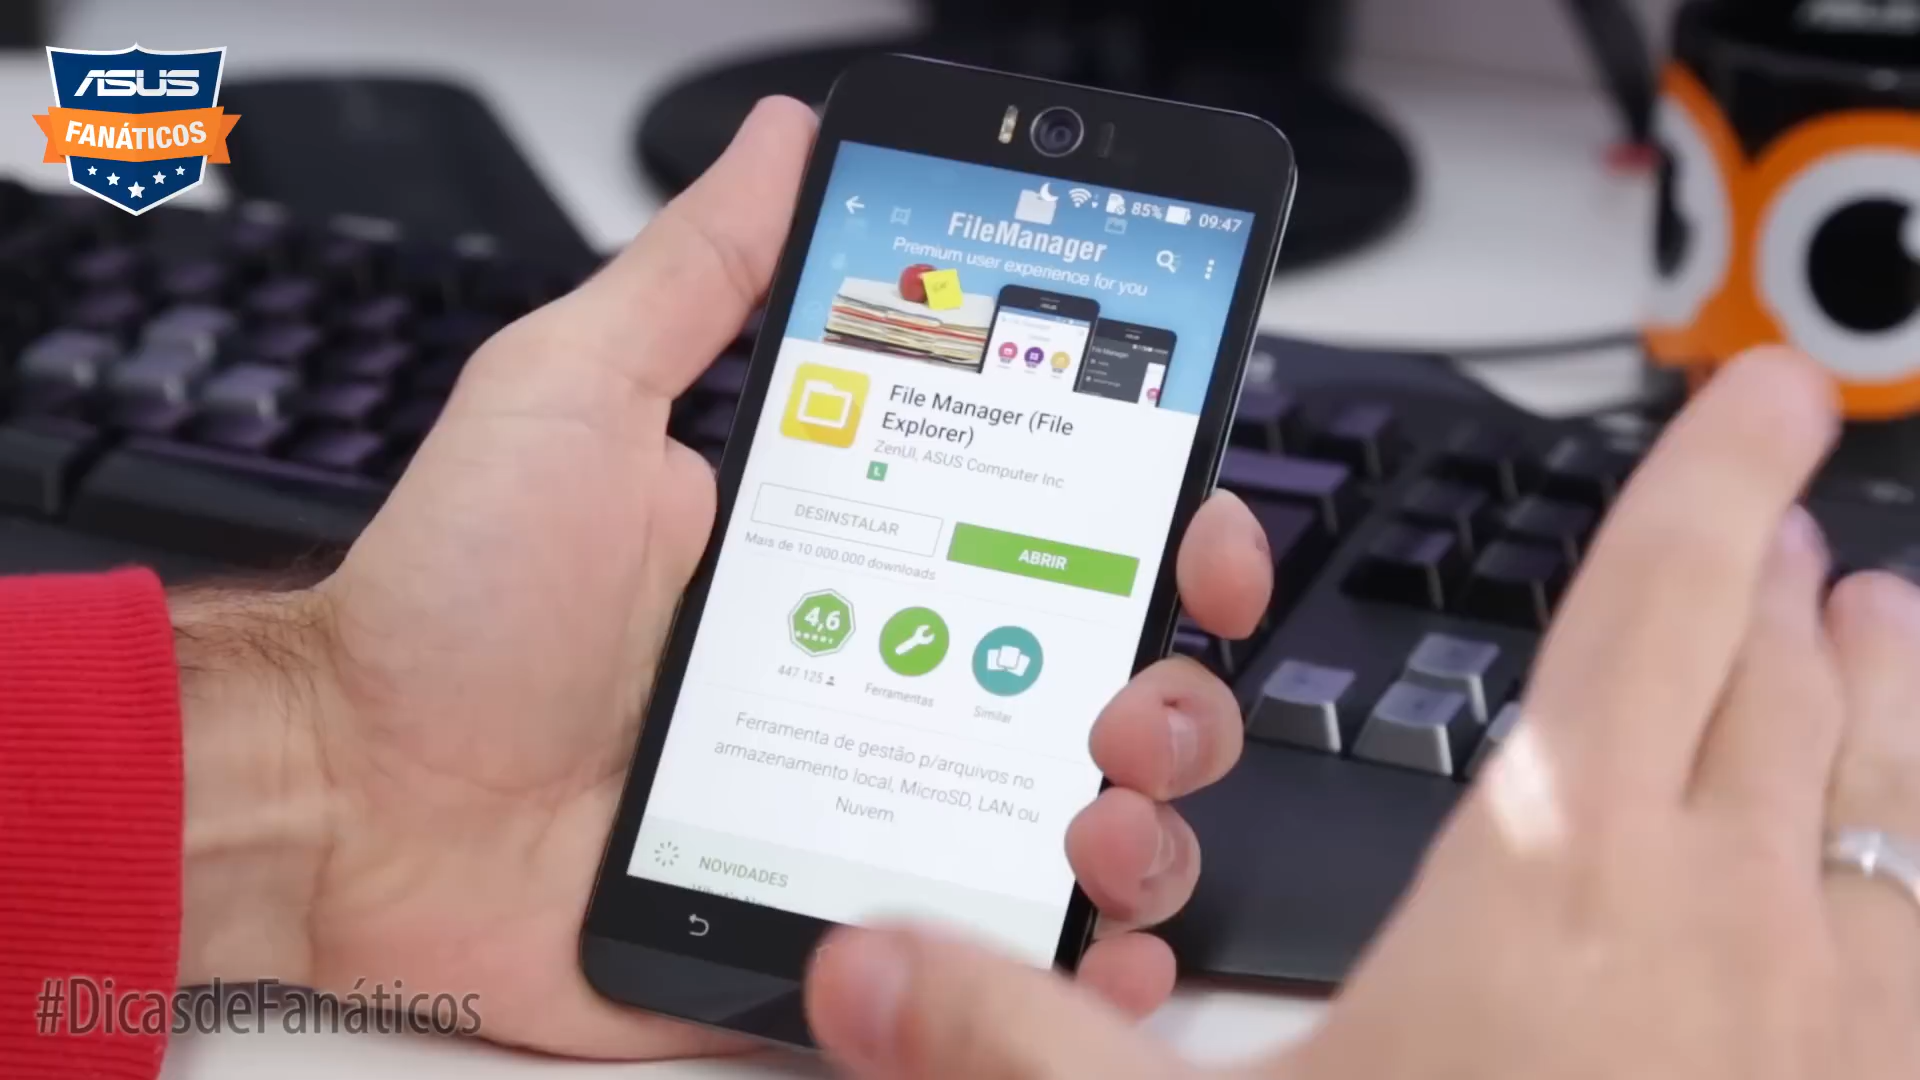 ASUS
FANÁTICOS
85% 09:47
FileManager
Premium user experience for you
File Manager (File
Explorer)
ZenUI, ASUS Computer Inc
L
DESINSTALAR
ABRIR
Mais de 10.000.000 downloads
4,6
447.125
Ferramentas
Similar
Ferramenta de gestão p/arquivos no
armazenamento local, MicroSD, LAN ou
Nuvem
NOVIDADES
#DicasdeFanáticos